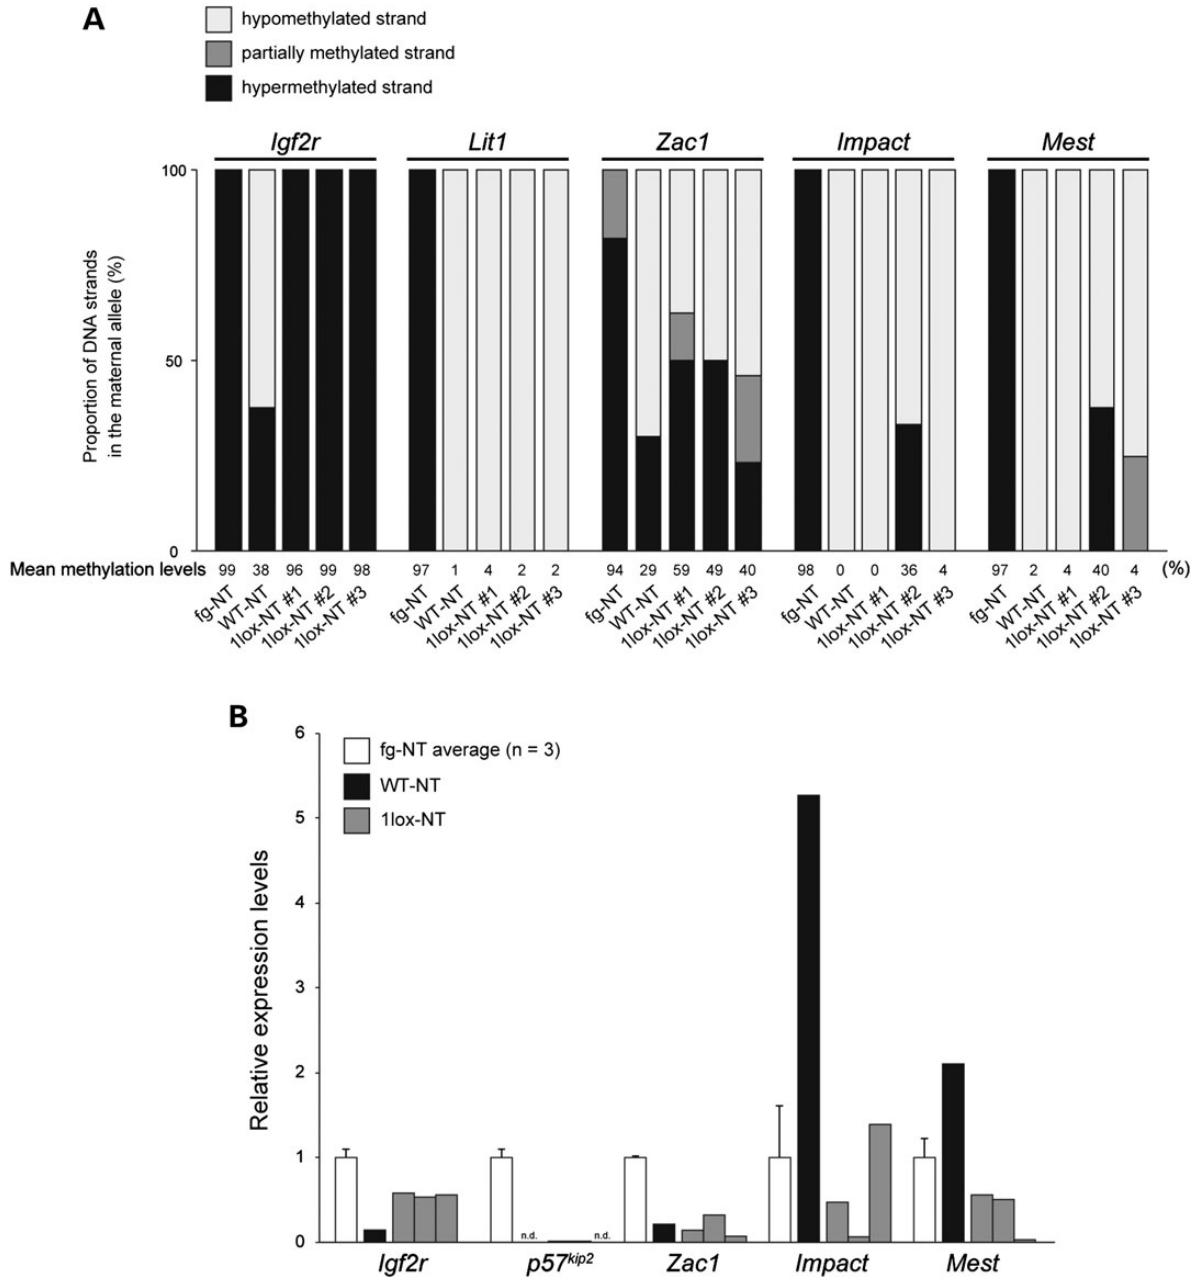 A
hypomethylated strand
partially methylated strand
hypermethylated strand
Igf2r Lit1 Zac1 Impact Mest
100
50
0
Proportion of DNA strands
in the maternal allele (%)
Mean methylation levels 99 38 96 99 98 97 1 4 2 2 94 29 59 49 40 98 0 0 36 4 97 2 4 40 4 (%)
fg-NT WT-NT 1lox-NT #1 1lox-NT #2 1lox-NT #3 fg-NT WT-NT 1lox-NT #1 1lox-NT #2 1lox-NT #3 fg-NT WT-NT 1lox-NT #1 1lox-NT #2 1lox-NT #3 fg-NT WT-NT 1lox-NT #1 1lox-NT #2 1lox-NT #3 fg-NT WT-NT 1lox-NT #1 1lox-NT #2 1lox-NT #3
B
fg-NT average (n = 3)
WT-NT
1lox-NT
6
5
4
3
2
1
0
Relative expression levels
n.d. n.d.
Igf2r p57kip2 Zac1 Impact Mest